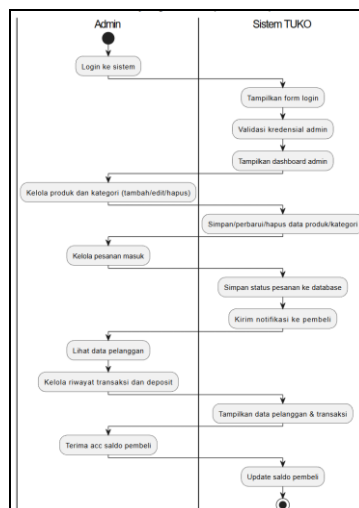 Admin
Sistem TUKO
Login ke sistem
Tampilkan form login
Validasi kredensial admin
Tampilkan dashboard admin
Kelola produk dan kategori (tambah/edit/hapus)
Simpan/perbarui/hapus data produk/kategori
Kelola pesanan masuk
Simpan status pesanan ke database
Kirim notifikasi ke pembeli
Lihat data pelanggan
Kelola riwayat transaksi dan deposit
Tampilkan data pelanggan & transaksi
Terima acc saldo pembeli
Update saldo pembeli